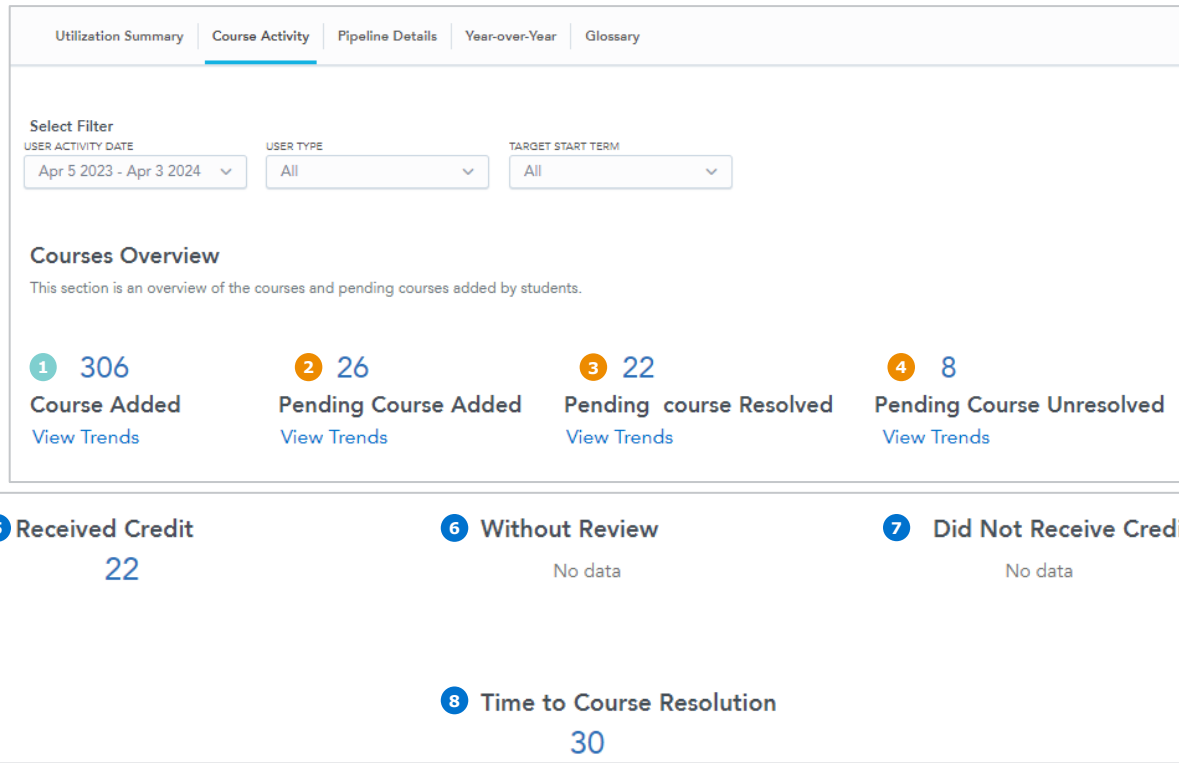 Utilization Summary Course Activity Pipeline Details Year-over-Year Glossary
Select Filter
USER ACTIVITY DATE USER TYPE TARGET START TERM
Apr 5 2023 - Apr 3 2024 All All
Courses Overview
This section is an overview of the courses and pending courses added by students.
1 306 2 26 3 22 4 8
Course Added Pending Course Added Pending course Resolved Pending Course Unresolved
View Trends View Trends View Trends View Trends
Received Credit 6 Without Review 7 Did Not Receive Credi
22 No data No data
8 Time to Course Resolution
30